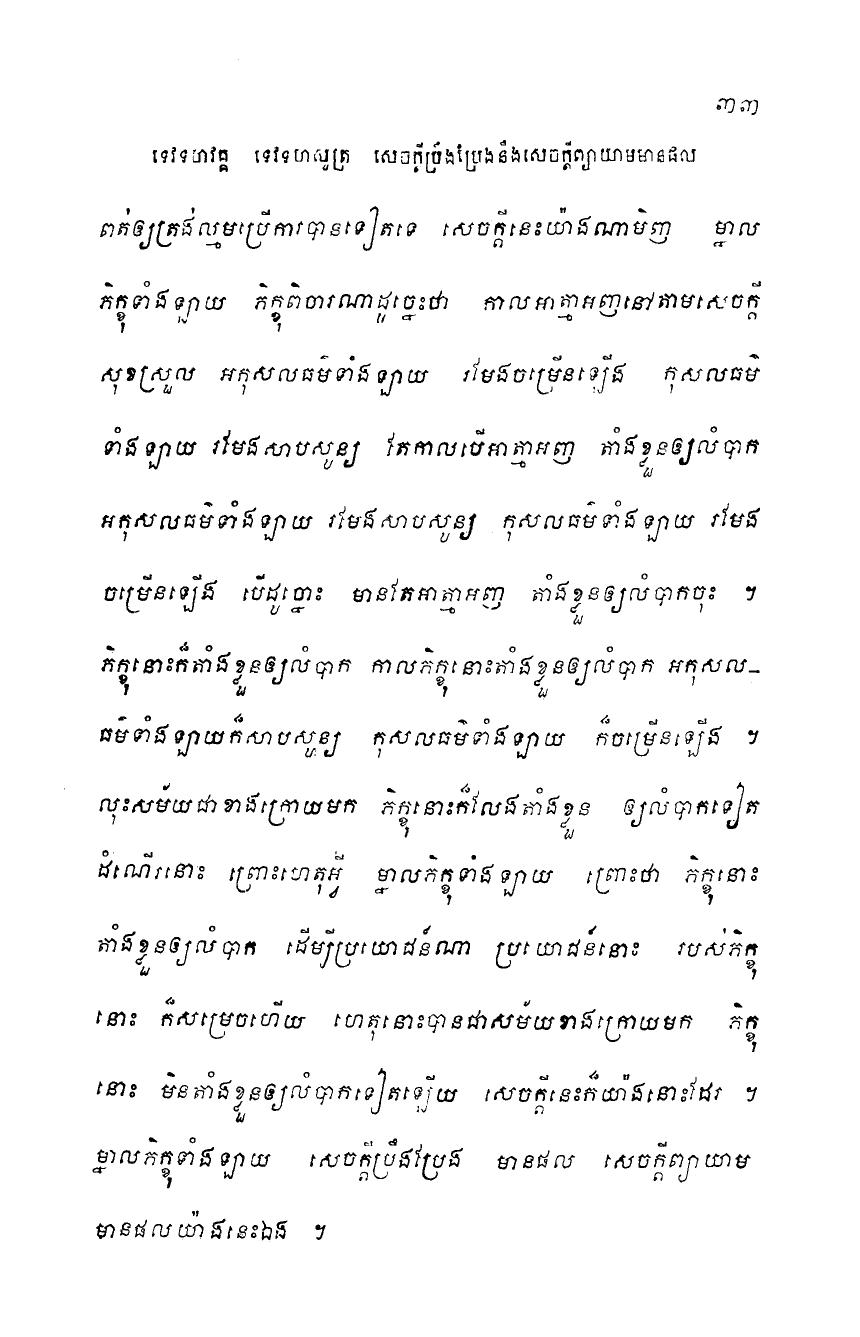 ៣៣
ទេវទហវគ្គ ទេវទហសូត្រ សេចក្ដីប្រឹងប្រែងនឹងសេចក្ដីព្យាយាមមានផល
ពត់ឲ្យត្រង់ល្មមប្រើការបានទៀតទេ សេចក្ដីនេះយ៉ាងណាមិញ ម្នាល
ភិក្ខុទាំងឡាយ ភិក្ខុពិចារណាដូច្នេះថា កាលអាត្មាអញនៅតាមសេចក្ដី
សុខស្រួល អកុសលធម៌ទាំងឡាយ រមែងចម្រើនឡើង កុសលធម៌
ទាំងឡាយ រមែងសាបសូន្យ តែកាលបើអាត្មាអញ តាំងខ្លួនឲ្យលំបាក
អកុសលធម៌ទាំងឡាយ រមែងសាបសូន្យ កុសលធម៌ទាំងឡាយ រមែង
ចម្រើនឡើង បើដូច្នោះ មានតែអាត្មាអញ តាំងខ្លួនឲ្យលំបាកចុះ ។
ភិក្ខុនោះក៏តាំងខ្លួនឲ្យលំបាក កាលភិក្ខុនោះតាំងខ្លួនឲ្យលំបាក អកុសល-
ធម៌ទាំងឡាយក៏សាបសូន្យ កុសលធម៌ទាំងឡាយ ក៏ចម្រើនឡើង ។
លុះសម័យជាខាងក្រោយមក ភិក្ខុនោះក៏លែងតាំងខ្លួន ឲ្យលំបាកទៀត
ដំណើរនោះ ព្រោះហេតុអ្វី ម្នាលភិក្ខុទាំងឡាយ ព្រោះថា ភិក្ខុនោះ
តាំងខ្លួនឲ្យលំបាក ដើម្បីប្រយោជន៍ណា ប្រយោជន៍នោះ របស់ភិក្ខុ
នោះ ក៏សម្រេចហើយ ហេតុនោះបានជាសម័យខាងក្រោយមក ភិក្ខុ
នោះ មិនតាំងខ្លួនឲ្យលំបាកទៀតឡើយ សេចក្ដីនេះក៏យ៉ាងនោះដែរ ។
ម្នាលភិក្ខុទាំងឡាយ សេចក្ដីប្រឹងប្រែង មានផល សេចក្ដីព្យាយាម
មានផលយ៉ាងនេះឯង ។